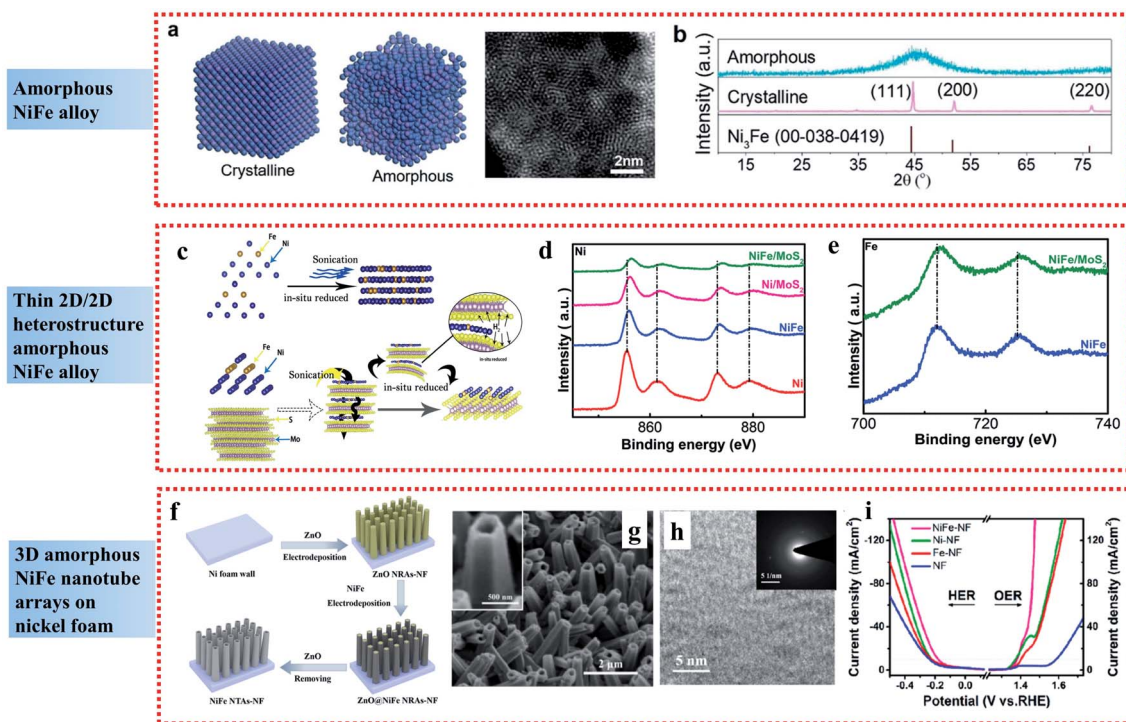 Amorphous
NiFe alloy
a
Crystalline
Amorphous
2nm
b
Intensity (a.u.)
Amorphous
Crystalline
(111)
(200)
(220)
Ni₃Fe (00-038-0419)
15 25 35 45 55 65 75
2θ (°)
Thin 2D/2D
heterostructure
amorphous
NiFe alloy
c
Fe
Ni
Sonication
in-situ reduced
Fe
Ni
Sonication
in-situ reduced
in-situ reduced
S
Mo
d
Ni
NiFe/MoS₂
Ni/MoS₂
NiFe
Ni
Intensity ( a.u. )
860 880
Binding energy (eV)
e
Fe
NiFe/MoS₂
NiFe
Intensity ( a.u. )
700 720 740
Binding energy (eV)
3D amorphous
NiFe nanotube
arrays on
nickel foam
f
Ni foam wall
ZnO
Electrodeposition
ZnO NRAs-NF
NiFe
Electrodeposition
ZnO@NiFe NRAs-NF
ZnO
Removing
NiFe NTAs-NF
g
500 nm
2 μm
h
5 1/nm
5 nm
i
NiFe-NF
Ni-NF
Fe-NF
NF
HER
OER
Current density (mA/cm²)
-120
-80
-40
0
120
80
40
0
Current density (mA/cm²)
-0.4 -0.2 0.0 1.4 1.6
Potential (V vs.RHE)